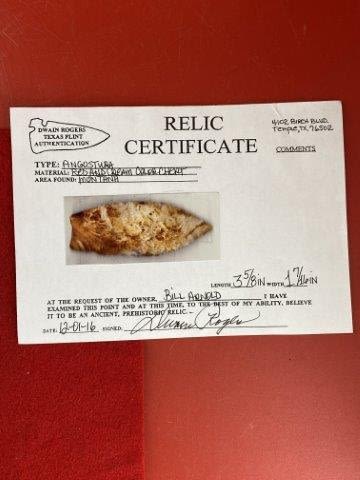 DWAIN ROGERS
TEXAS FLINT
AUTHENTICATION
RELIC
CERTIFICATE
4102 BIRCH BLVD.
TEMPLE, TX 76502
COMMENTS
TYPE: ANGOSTURA
MATERIAL: RED AND CREAM COLOR CHERT
AREA FOUND: MONTANA
LENGTH 3 5/8 IN WIDTH 1 7/16 IN
AT THE REQUEST OF THE OWNER, BILL ARNOLD I HAVE
EXAMINED THIS POINT AND AT THIS TIME, TO THE BEST OF MY ABILITY, BELIEVE
IT TO BE AN ANCIENT, PREHISTORIC RELIC.
DATE: 12-01-16 SIGNED. Dwain Rogers